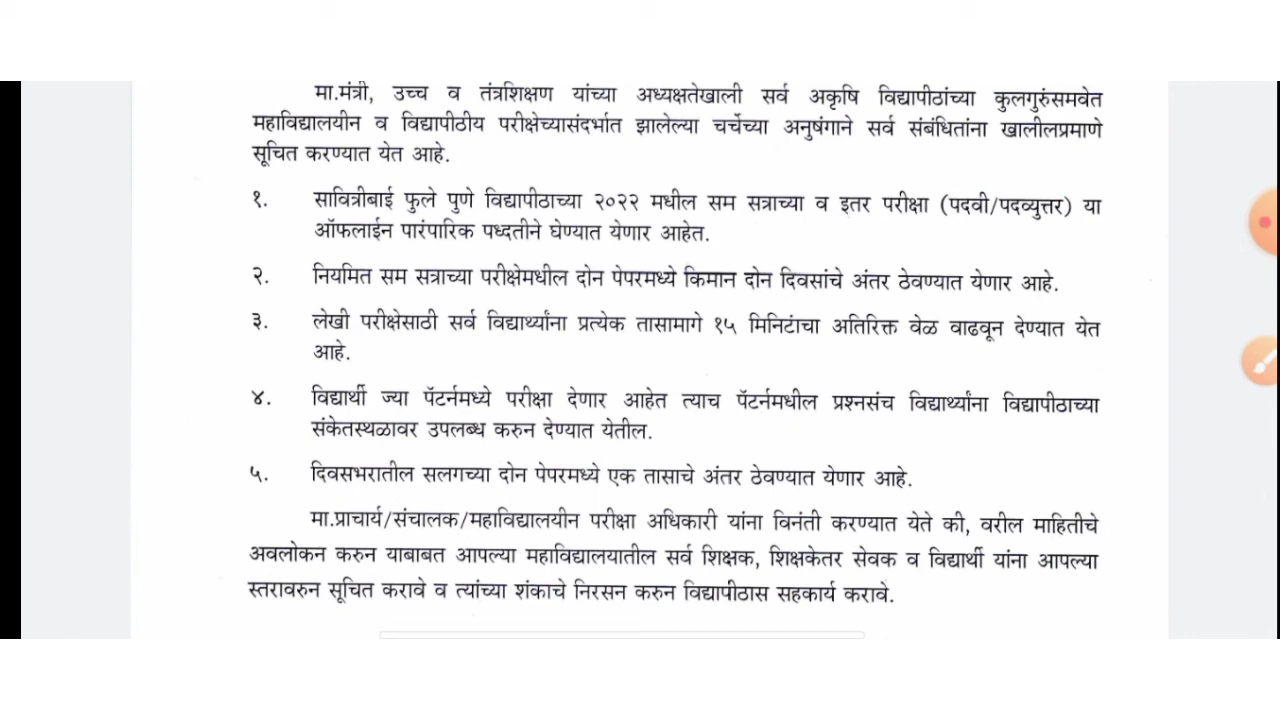 मा.मंत्री, उच्च व तंत्रशिक्षण यांच्या अध्यक्षतेखाली सर्व अकृषि विद्यापीठांच्या कुलगुरुंसमवेत
महाविद्यालयीन व विद्यापीठीय परीक्षेच्यासंदर्भात झालेल्या चर्चेच्या अनुषंगाने सर्व संबंधितांना खालीलप्रमाणे
सूचित करण्यात येत आहे.
१. सावित्रीबाई फुले पुणे विद्यापीठाच्या २०२२ मधील सम सत्राच्या व इतर परीक्षा (पदवी/पदव्युत्तर) या
ऑफलाईन पारंपारिक पध्दतीने घेण्यात येणार आहेत.
२. नियमित सम सत्राच्या परीक्षेमधील दोन पेपरमध्ये किमान दोन दिवसांचे अंतर ठेवण्यात येणार आहे.
३. लेखी परीक्षेसाठी सर्व विद्यार्थ्यांना प्रत्येक तासामागे १५ मिनिटांचा अतिरिक्त वेळ वाढवून देण्यात येत
आहे.
४. विद्यार्थी ज्या पॅटर्नमध्ये परीक्षा देणार आहेत त्याच पॅटर्नमधील प्रश्नसंच विद्यार्थ्यांना विद्यापीठाच्या
संकेतस्थळावर उपलब्ध करुन देण्यात येतील.
५. दिवसभरातील सलगच्या दोन पेपरमध्ये एक तासाचे अंतर ठेवण्यात येणार आहे.
मा.प्राचार्य/संचालक/महाविद्यालयीन परीक्षा अधिकारी यांना विनंती करण्यात येते की, वरील माहितीचे
अवलोकन करुन याबाबत आपल्या महाविद्यालयातील सर्व शिक्षक, शिक्षकेतर सेवक व विद्यार्थी यांना आपल्या
स्तरावरुन सूचित करावे व त्यांच्या शंकाचे निरसन करुन विद्यापीठास सहकार्य करावे.